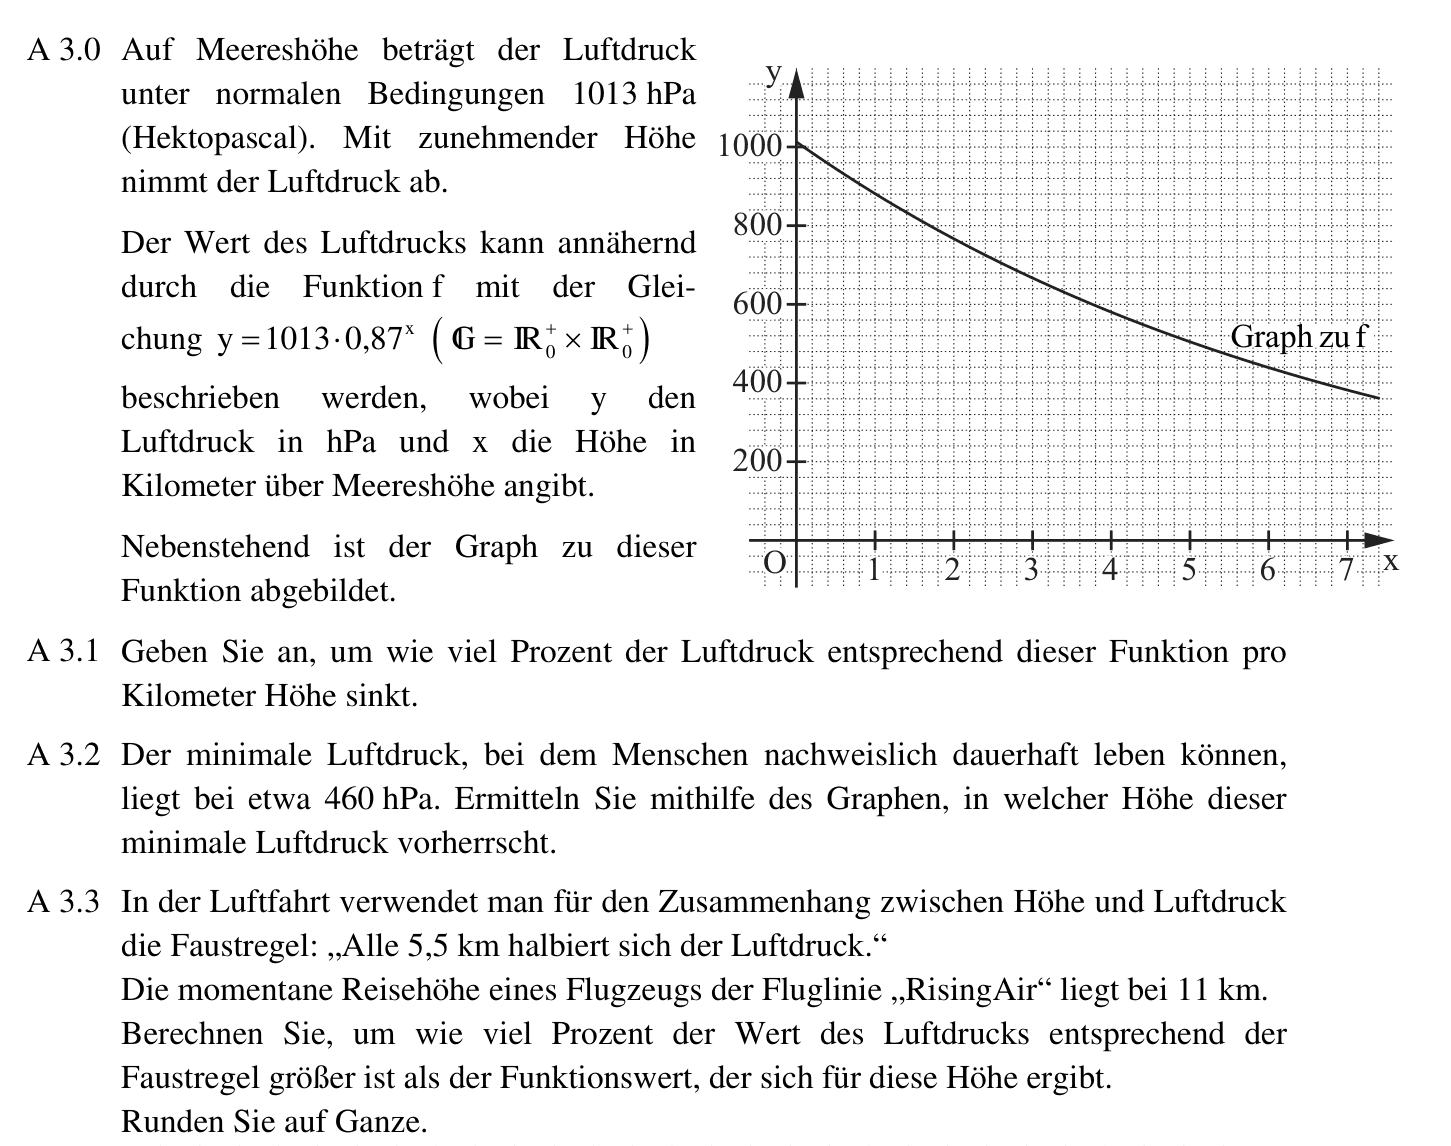 A 3.0 Auf Meereshöhe beträgt der Luftdruck
unter normalen Bedingungen 1013 hPa
(Hektopascal). Mit zunehmender Höhe
nimmt der Luftdruck ab.
Der Wert des Luftdrucks kann annähernd
durch die Funktion f mit der Glei-
chung y = 1013 · 0,87ˣ (𝔾 = ℝ₀⁺ × ℝ₀⁺)
beschrieben werden, wobei y den
Luftdruck in hPa und x die Höhe in
Kilometer über Meereshöhe angibt.
Nebenstehend ist der Graph zu dieser
Funktion abgebildet.
y
1000
800
600
400
200
O 1 2 3 4 5 6 7 x
Graph zu f
A 3.1 Geben Sie an, um wie viel Prozent der Luftdruck entsprechend dieser Funktion pro
Kilometer Höhe sinkt.
A 3.2 Der minimale Luftdruck, bei dem Menschen nachweislich dauerhaft leben können,
liegt bei etwa 460 hPa. Ermitteln Sie mithilfe des Graphen, in welcher Höhe dieser
minimale Luftdruck vorherrscht.
A 3.3 In der Luftfahrt verwendet man für den Zusammenhang zwischen Höhe und Luftdruck
die Faustregel: „Alle 5,5 km halbiert sich der Luftdruck.“
Die momentane Reisehöhe eines Flugzeugs der Fluglinie „RisingAir“ liegt bei 11 km.
Berechnen Sie, um wie viel Prozent der Wert des Luftdrucks entsprechend der
Faustregel größer ist als der Funktionswert, der sich für diese Höhe ergibt.
Runden Sie auf Ganze.